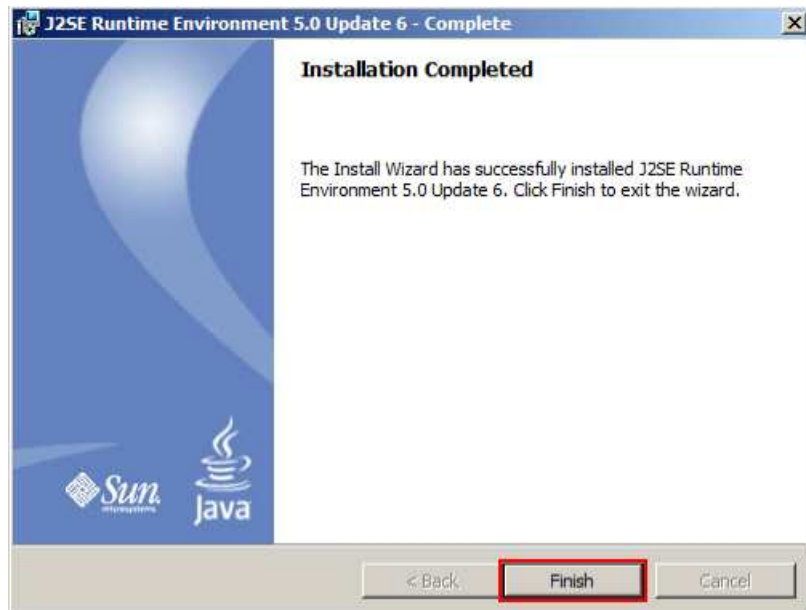 J2SE Runtime Environment 5.0 Update 6 - Complete
Installation Completed
The Install Wizard has successfully installed J2SE Runtime
Environment 5.0 Update 6. Click Finish to exit the wizard.
Sun
microsystems
Java
< Back
Finish
Cancel